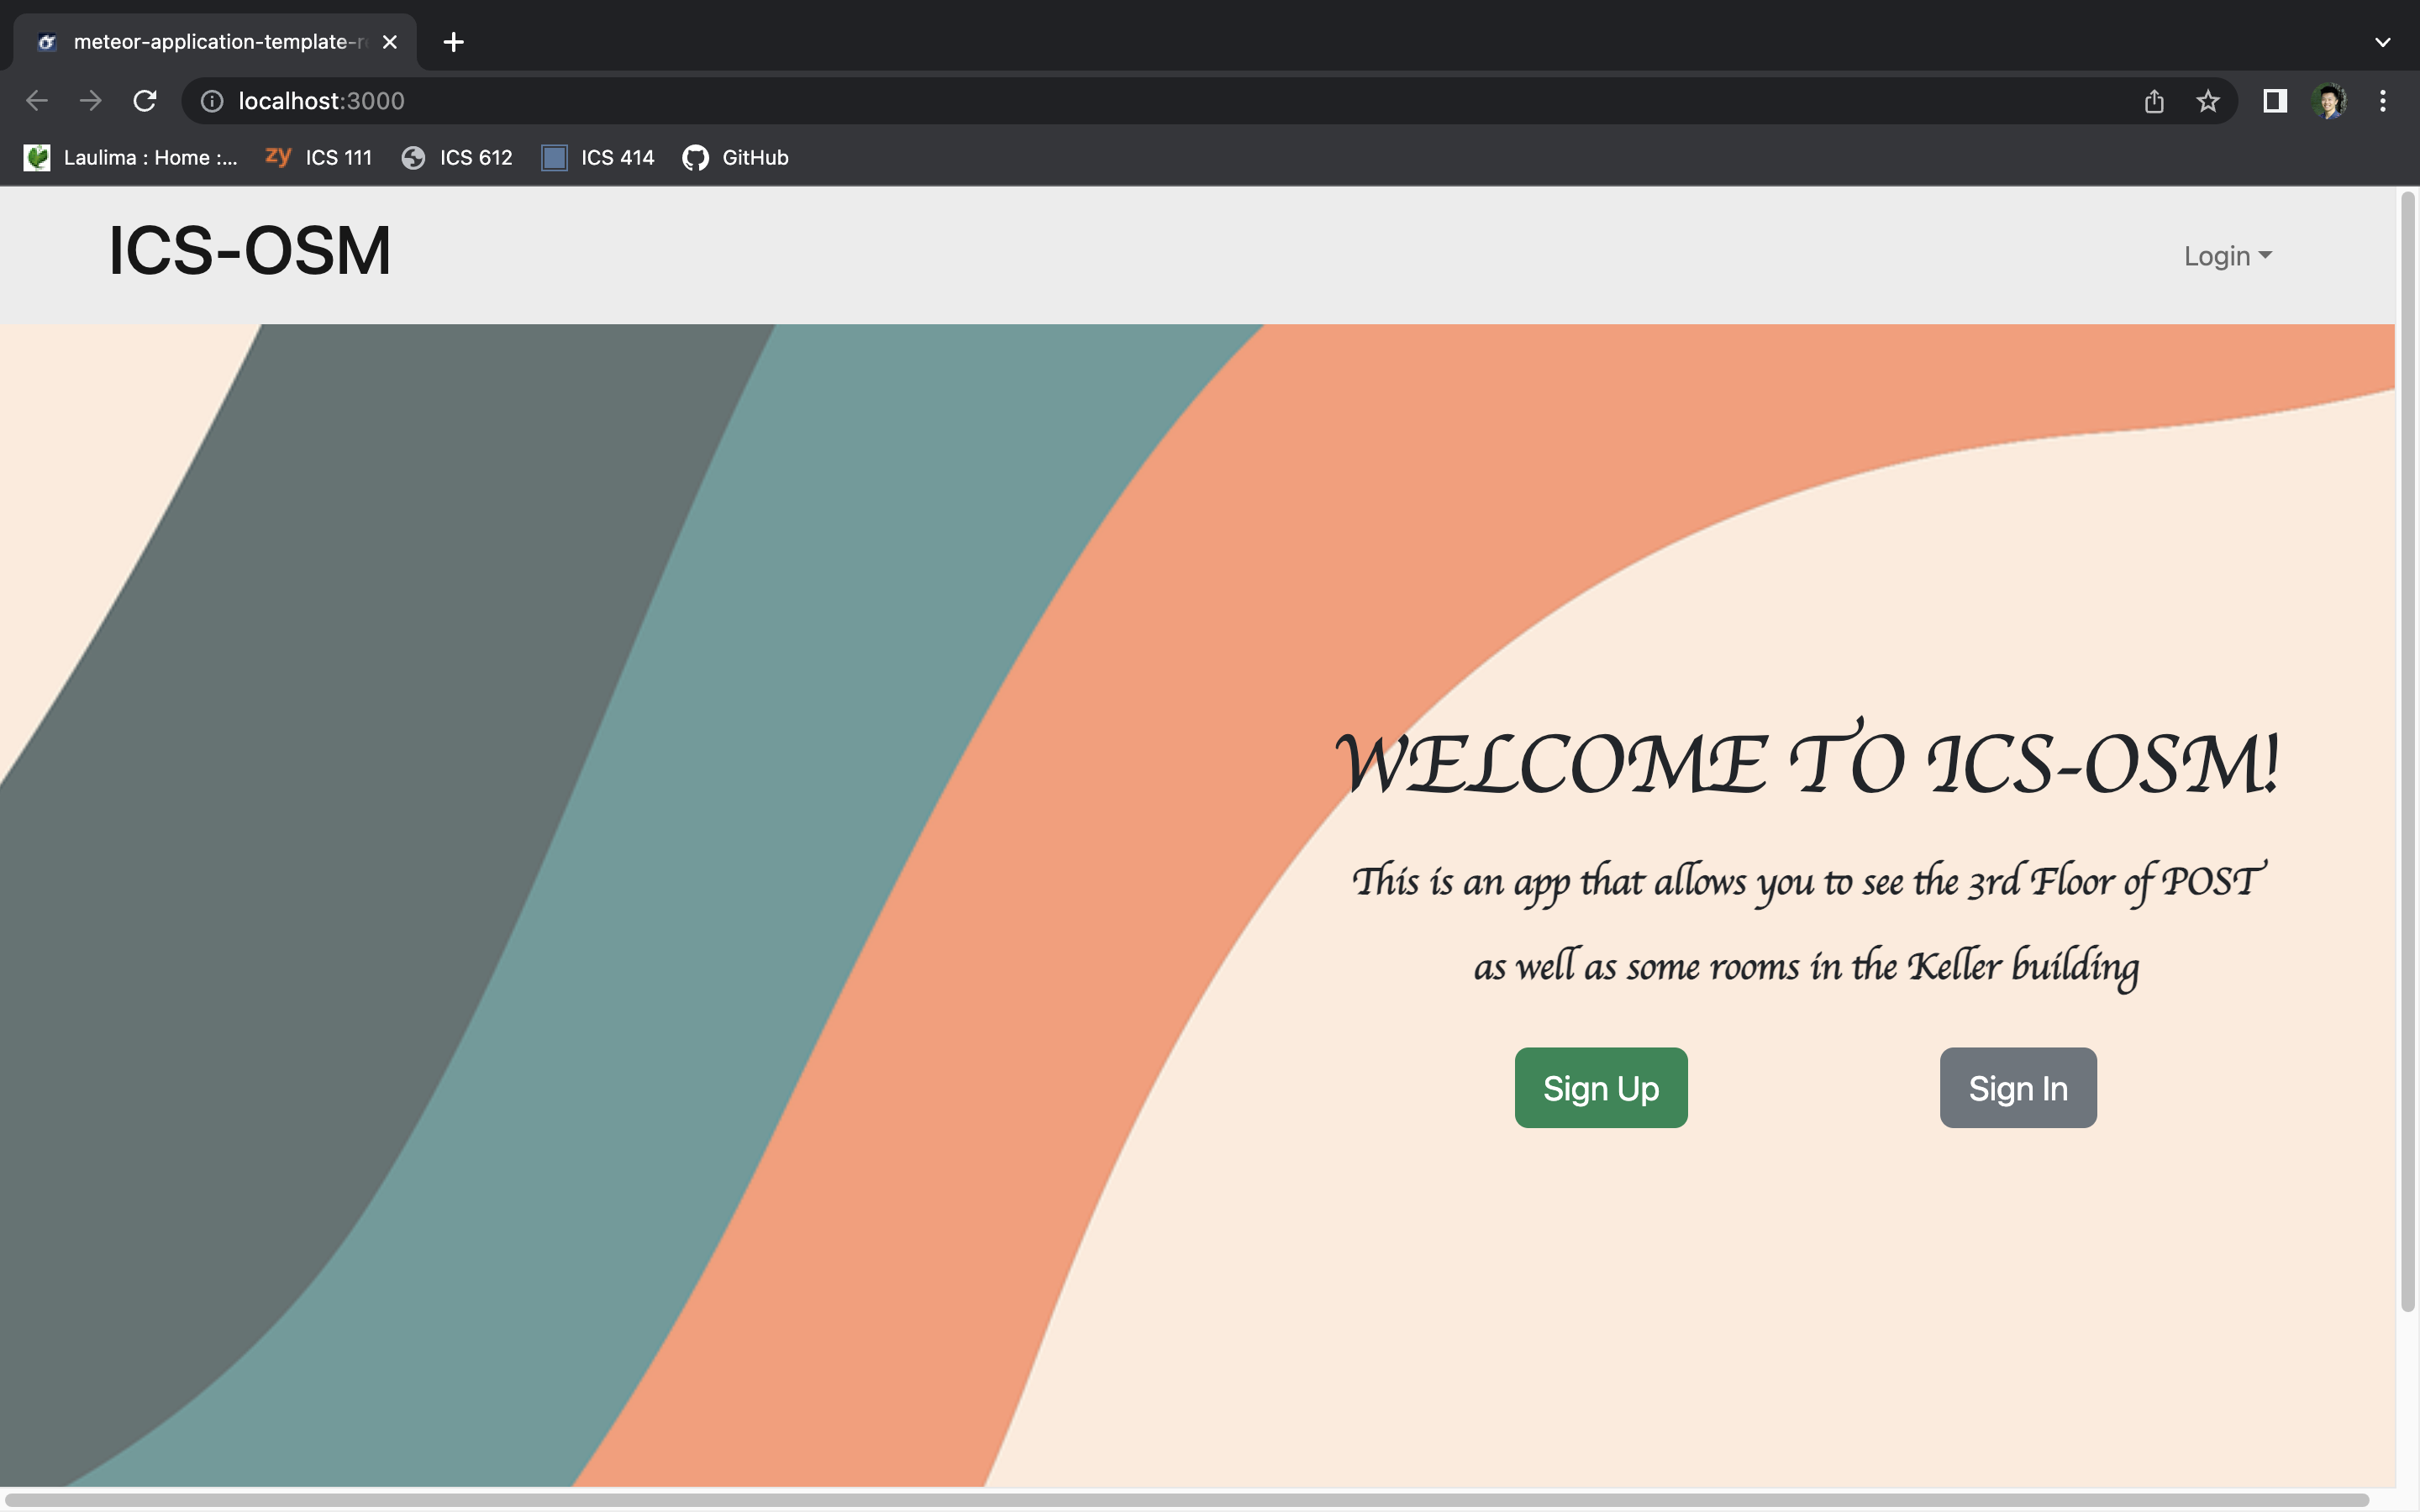 meteor-application-template-r
localhost:3000
Laulima : Home :...
zy ICS 111
ICS 612
ICS 414
GitHub
ICS-OSM
Login
WELCOME TO ICS-OSM!
This is an app that allows you to see the 3rd Floor of POST
as well as some rooms in the Keller building
Sign Up
Sign In